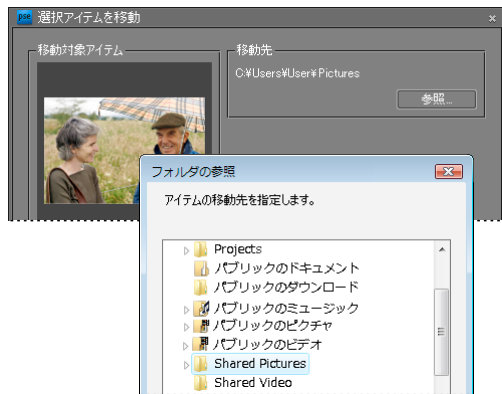 pse 選択アイテムを移動
移動対象アイテム
移動先
C:¥Users¥User¥Pictures
参照...
フォルダの参照
アイテムの移動先を指定します。
Projects
パブリックのドキュメント
パブリックのダウンロード
パブリックのミュージック
パブリックのピクチャ
パブリックのビデオ
Shared Pictures
Shared Video